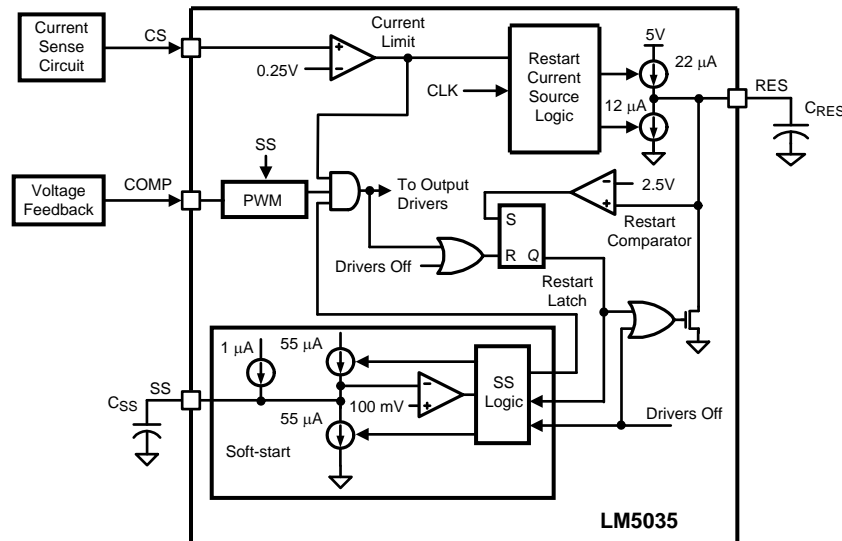 Current
Sense
Circuit
CS
Current
Limit
+
−
0.25V
CLK
Restart
Current
Source
Logic
5V
22 μA
12 μA
RES
CRES
SS
Voltage
Feedback
COMP
PWM
To Output
Drivers
−
2.5V
+
Restart
Comparator
S
R Q
Drivers Off
Restart
Latch
1 μA
55 μA
SS
CSS
−
100 mV
+
SS
Logic
55 μA
Soft-start
Drivers Off
LM5035